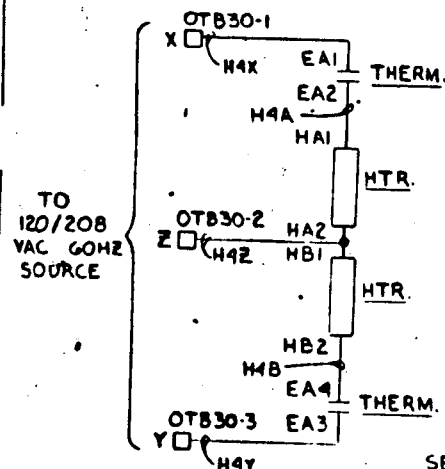 OTB30-1
X
H4X
EA1
THERM.
EA2
H4A
HA1
HTR.
TO
120/208
VAC 60HZ
SOURCE
OTB30-2
Z
H4Z
HA2
HB1
HTR.
HB2
H4B
EA4
THERM.
OTB30-3
EA3
Y
H4Y